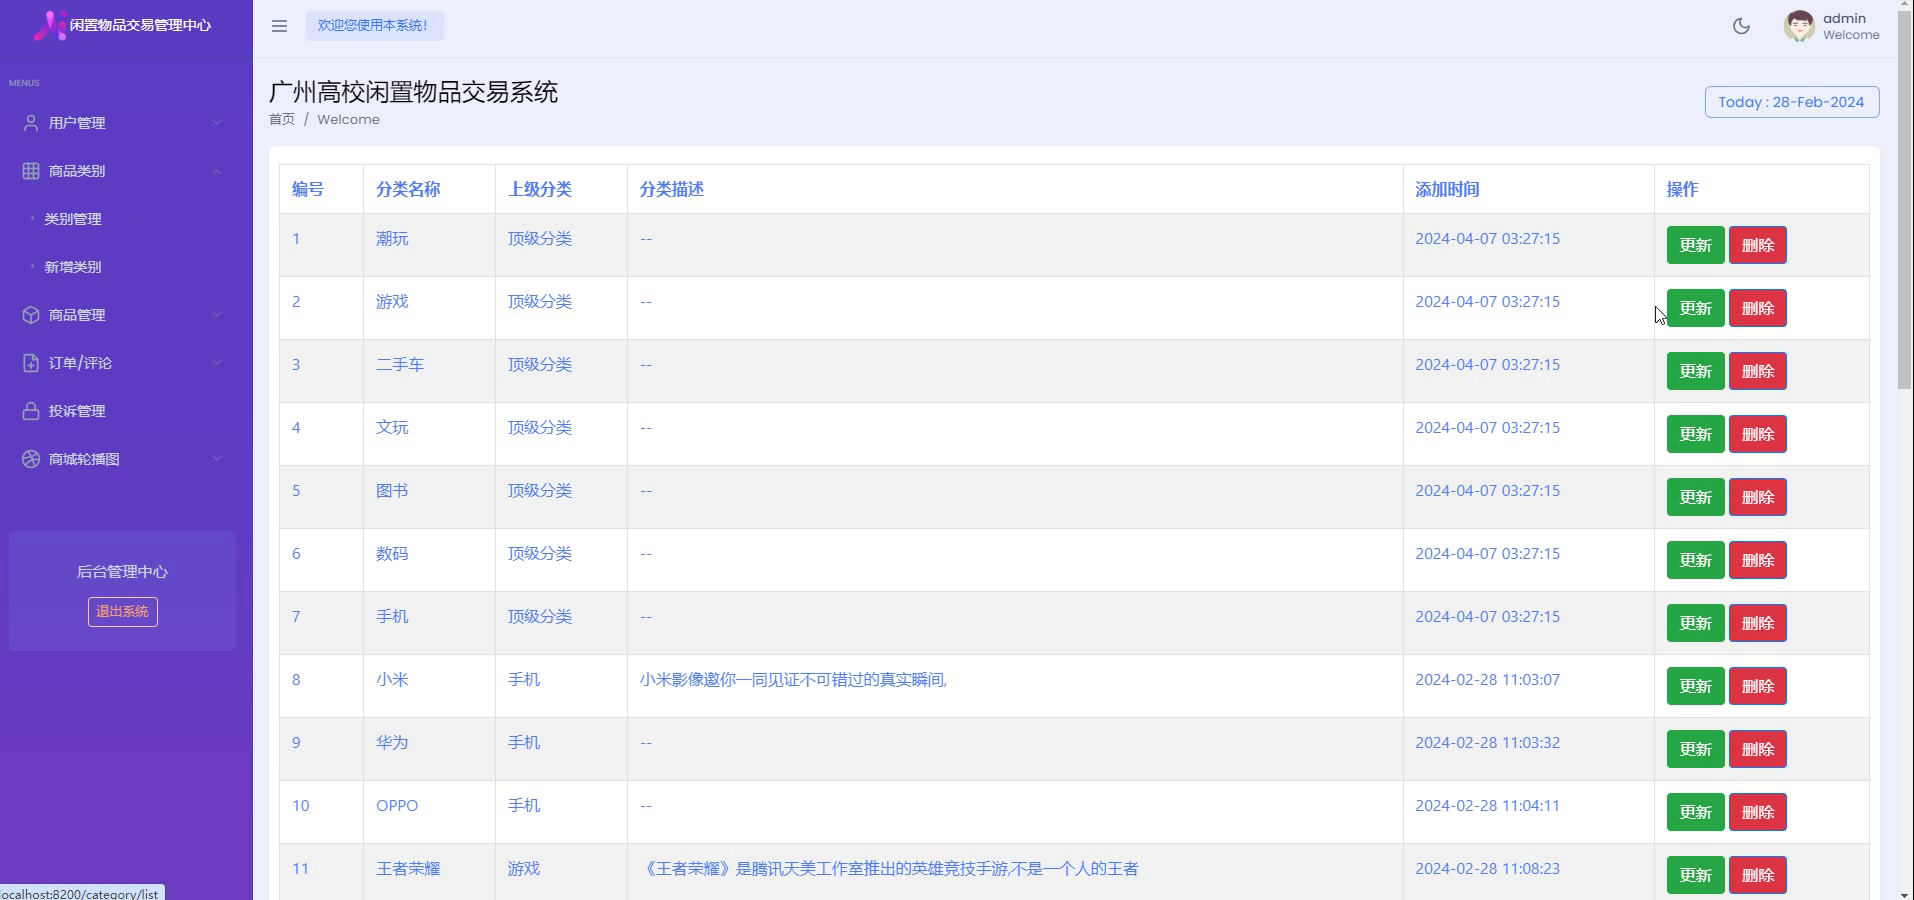 闲置物品交易管理中心
欢迎您使用本系统!
admin
Welcome
MENUS
用户管理
商品类别
类别管理
新增类别
商品管理
订单/评论
投诉管理
商城轮播图
后台管理中心
退出系统
广州高校闲置物品交易系统
首页 / Welcome
Today : 28-Feb-2024
编号 分类名称 上级分类 分类描述 添加时间 操作
1 潮玩 顶级分类 -- 2024-04-07 03:27:15 更新 删除
2 游戏 顶级分类 -- 2024-04-07 03:27:15 更新 删除
3 二手车 顶级分类 -- 2024-04-07 03:27:15 更新 删除
4 文玩 顶级分类 -- 2024-04-07 03:27:15 更新 删除
5 图书 顶级分类 -- 2024-04-07 03:27:15 更新 删除
6 数码 顶级分类 -- 2024-04-07 03:27:15 更新 删除
7 手机 顶级分类 -- 2024-04-07 03:27:15 更新 删除
8 小米 手机 小米影像邀你一同见证不可错过的真实瞬间, 2024-02-28 11:03:07 更新 删除
9 华为 手机 -- 2024-02-28 11:03:32 更新 删除
10 OPPO 手机 -- 2024-02-28 11:04:11 更新 删除
11 王者荣耀 游戏 《王者荣耀》是腾讯天美工作室推出的英雄竞技手游,不是一个人的王者 2024-02-28 11:08:23 更新 删除
localhost:8200/category/list